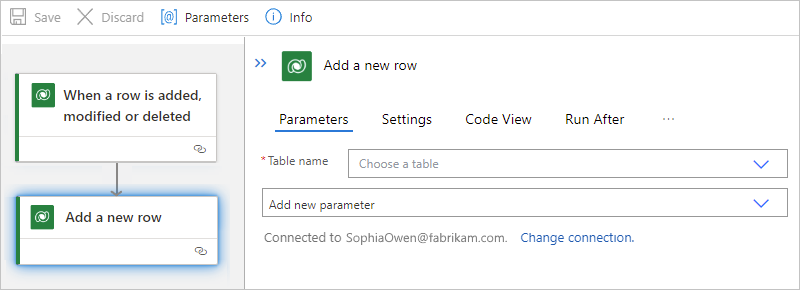 Save Discard [@] Parameters Info
When a row is added,
modified or deleted
Add a new row
Add a new row
Parameters Settings Code View Run After ...
*Table name Choose a table
Add new parameter
Connected to SophiaOwen@fabrikam.com. Change connection.